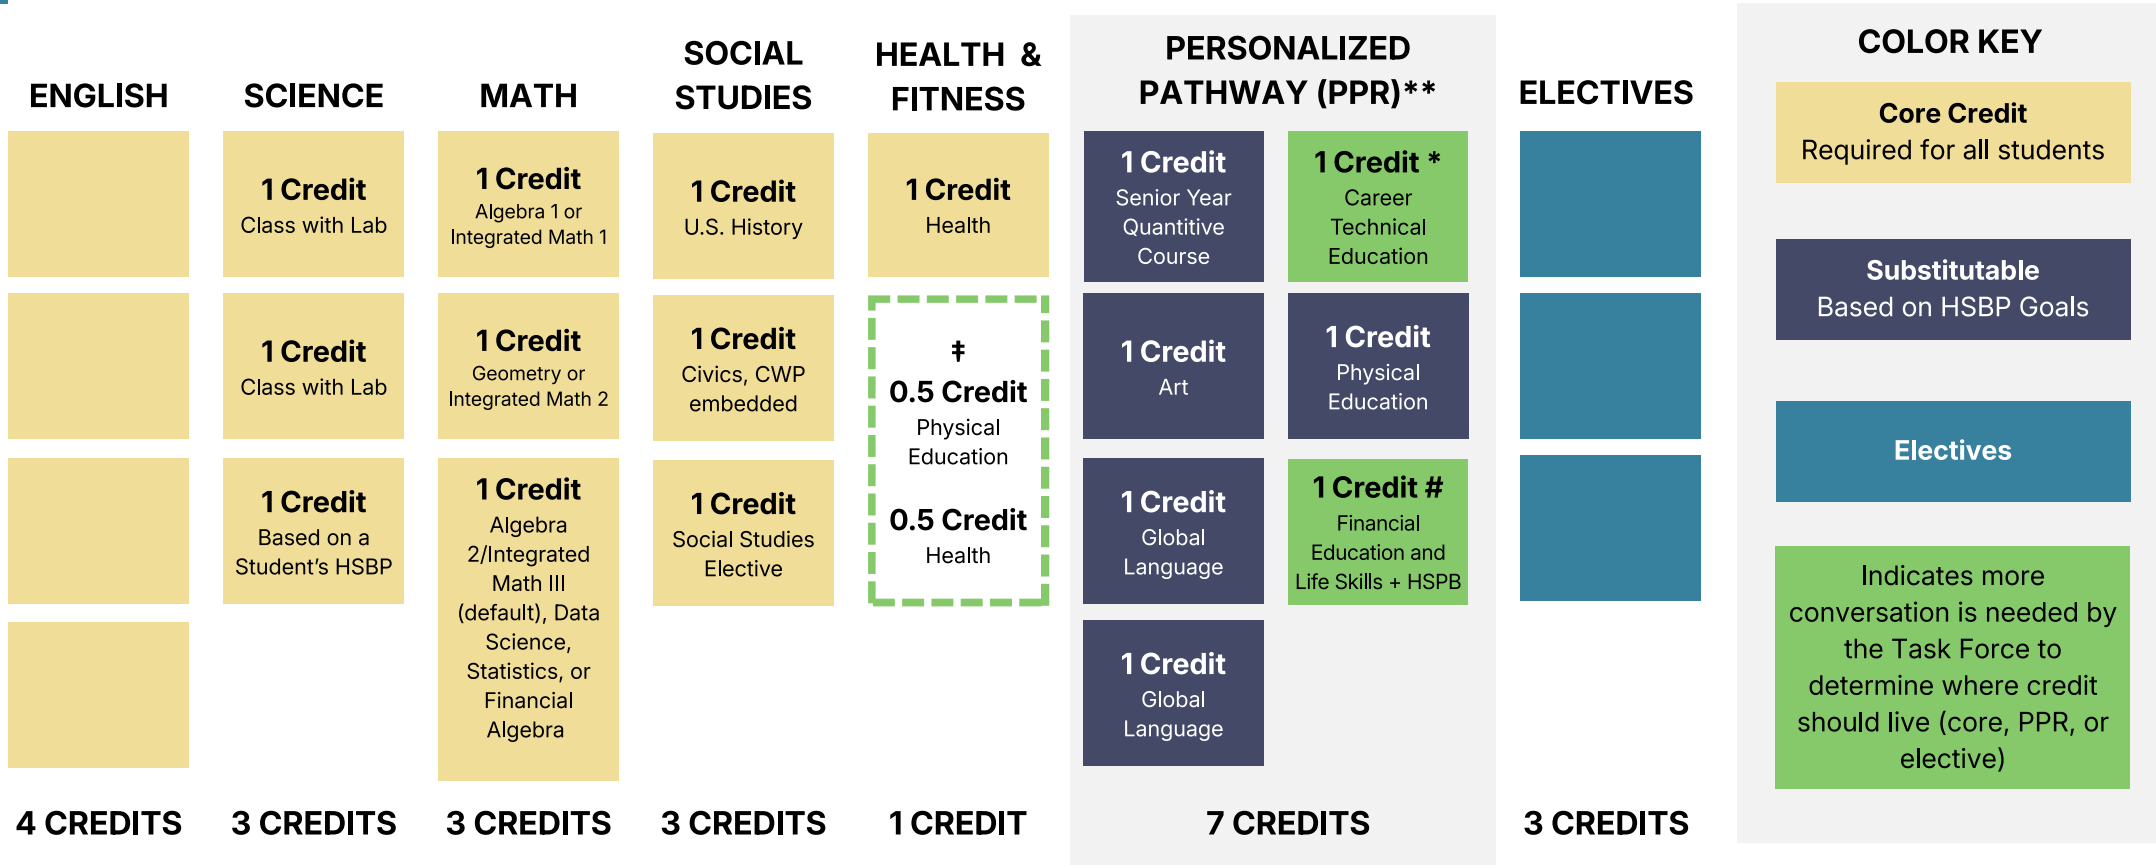 ENGLISH
SCIENCE
MATH
SOCIAL
STUDIES
HEALTH &
FITNESS
PERSONALIZED
PATHWAY (PPR)**
ELECTIVES
COLOR KEY
1 Credit
Class with Lab
1 Credit
Class with Lab
1 Credit
Based on a
Student's HSBP
1 Credit
Algebra 1 or
Integrated Math 1
1 Credit
Geometry or
Integrated Math 2
1 Credit
Algebra
2/Integrated
Math III
(default), Data
Science,
Statistics, or
Financial
Algebra
1 Credit
U.S. History
1 Credit
Civics, CWP
embedded
1 Credit
Social Studies
Elective
1 Credit
Health
‡
0.5 Credit
Physical
Education
0.5 Credit
Health
1 Credit
Senior Year
Quantitive
Course
1 Credit
Art
1 Credit
Global
Language
1 Credit
Global
Language
1 Credit *
Career
Technical
Education
1 Credit
Physical
Education
1 Credit #
Financial
Education and
Life Skills + HSPB
Core Credit
Required for all students
Substitutable
Based on HSBP Goals
Electives
Indicates more
conversation is needed by
the Task Force to
determine where credit
should live (core, PPR, or
elective)
4 CREDITS
3 CREDITS
3 CREDITS
3 CREDITS
1 CREDIT
7 CREDITS
3 CREDITS